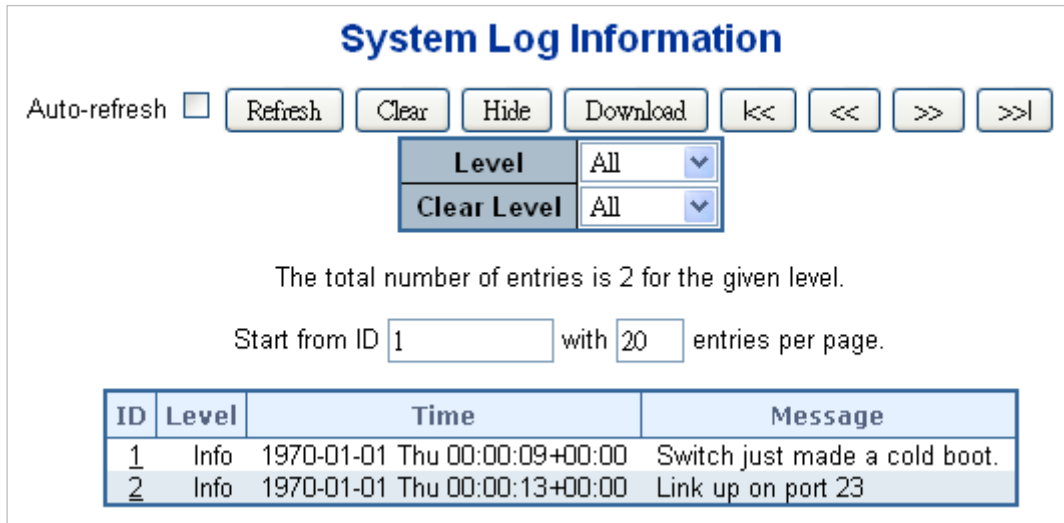 System Log Information
Auto-refresh Refresh Clear Hide Download |<< << >> >>|
Level All
Clear Level All
The total number of entries is 2 for the given level.
Start from ID 1 with 20 entries per page.
ID Level Time Message
1 Info 1970-01-01 Thu 00:00:09+00:00 Switch just made a cold boot.
2 Info 1970-01-01 Thu 00:00:13+00:00 Link up on port 23